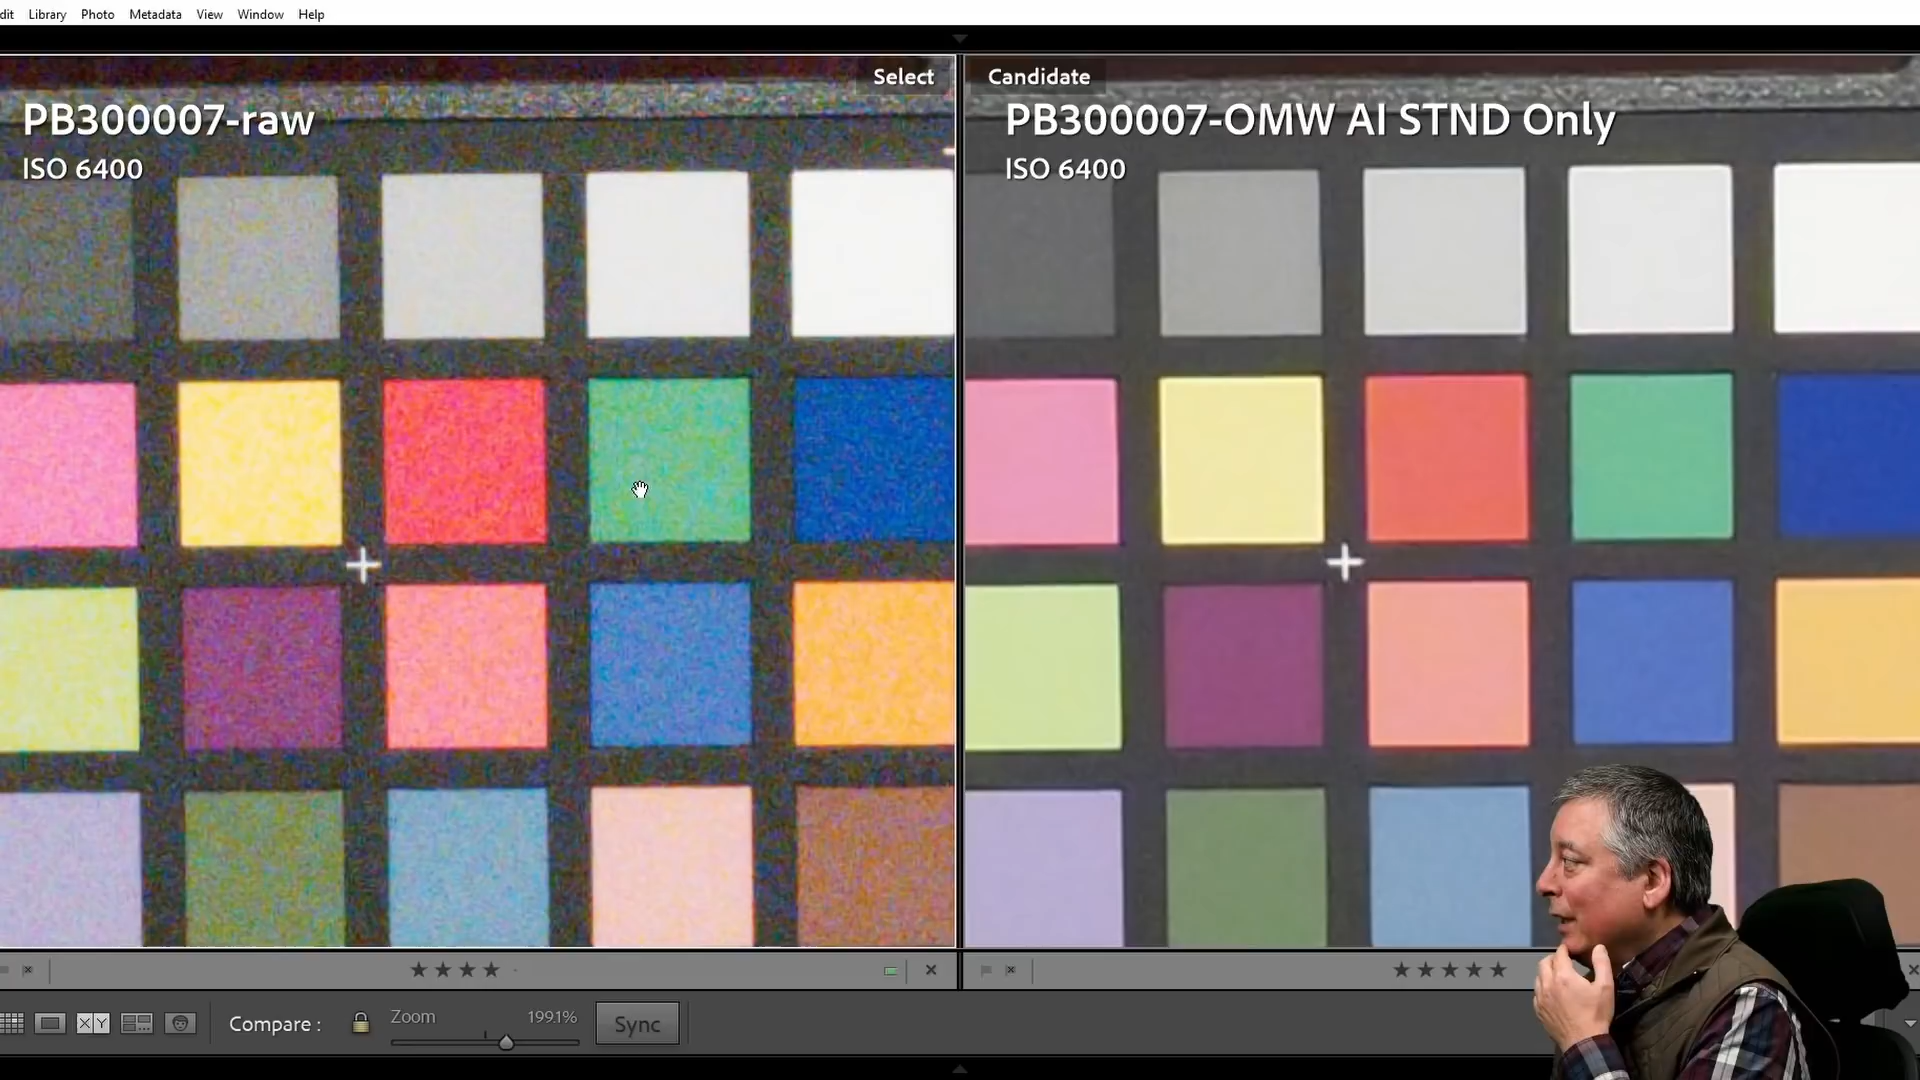 dit Library Photo Metadata View Window Help
Select
PB300007-raw
ISO 6400
Candidate
PB300007-OMW AI STND Only
ISO 6400
Compare : Zoom 199.1% Sync
XY